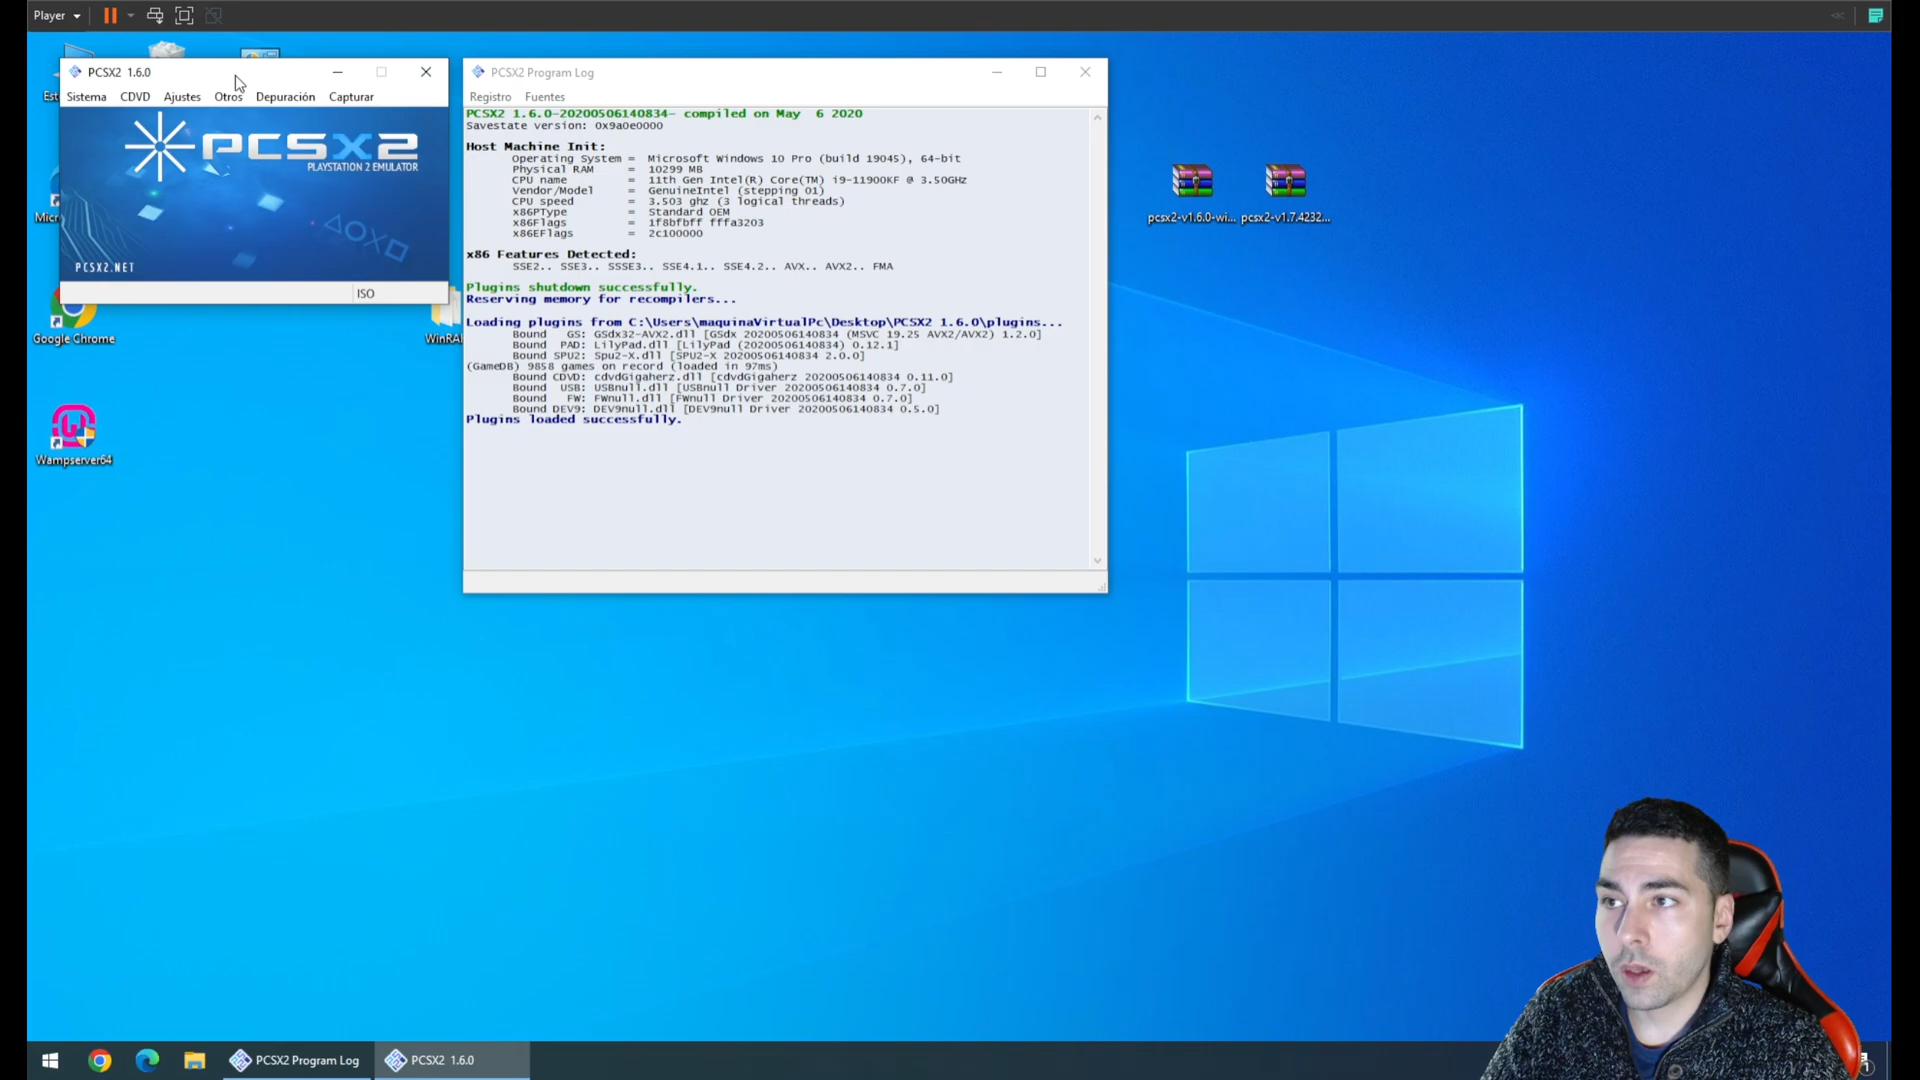 Player
PCSX2 1.6.0
Sistema CDVD Ajustes Otros Depuración Capturar
PCSX2
PLAYSTATION 2 EMULATOR
PCSX2.NET
ISO
PCSX2 Program Log
Registro Fuentes
PCSX2 1.6.0-20200506140834- compiled on May 6 2020
Savestate version: 0x9a0e0000
Host Machine Init:
Operating System = Microsoft Windows 10 Pro (build 19045), 64-bit
Physical RAM = 10299 MB
CPU name = 11th Gen Intel(R) Core(TM) i9-11900KF @ 3.50GHz
Vendor/Model = GenuineIntel (stepping 01)
CPU speed = 3.503 ghz (3 logical threads)
x86PType = Standard OEM
x86Flags = 1f8bfbff fffa3203
x86EFlags = 2c100000
x86 Features Detected:
SSE2.. SSE3.. SSSE3.. SSE4.1.. SSE4.2.. AVX.. AVX2.. FMA
Plugins shutdown successfully.
Reserving memory for recompilers...
Loading plugins from C:\Users\maquinaVirtualPc\Desktop\PCSX2 1.6.0\plugins...
Bound GS: GSdx32-AVX2.dll [GSdx 20200506140834 (MSVC 19.25 AVX2/AVX2) 1.2.0]
Bound PAD: LilyPad.dll [LilyPad (20200506140834) 0.12.1]
Bound SPU2: Spu2-X.dll [SPU2-X 20200506140834 2.0.0]
(GameDB) 9858 games on record (loaded in 97ms)
Bound CDVD: cdvdGigaherz.dll [cdvdGigaherz 20200506140834 0.11.0]
Bound USB: USBnull.dll [USBnull Driver 20200506140834 0.7.0]
Bound FW: FWnull.dll [FWnull Driver 20200506140834 0.7.0]
Bound DEV9: DEV9null.dll [DEV9null Driver 20200506140834 0.5.0]
Plugins loaded successfully.
Est
Micr
Google Chrome
WinRAR
Wampserver64
pcsx2-v1.6.0-wi...
pcsx2-v1.7.4232...
PCSX2 Program Log
PCSX2 1.6.0
1